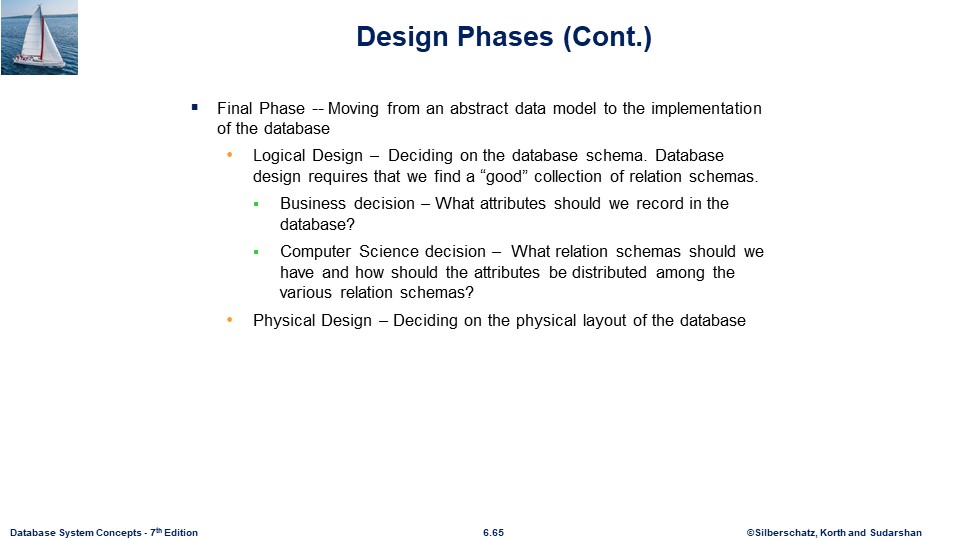 Design Phases (Cont.)
▪ Final Phase -- Moving from an abstract data model to the implementation
of the database
• Logical Design – Deciding on the database schema. Database
design requires that we find a “good” collection of relation schemas.
▪ Business decision – What attributes should we record in the
database?
▪ Computer Science decision – What relation schemas should we
have and how should the attributes be distributed among the
various relation schemas?
• Physical Design – Deciding on the physical layout of the database
Database System Concepts - 7th Edition
6.65
©Silberschatz, Korth and Sudarshan